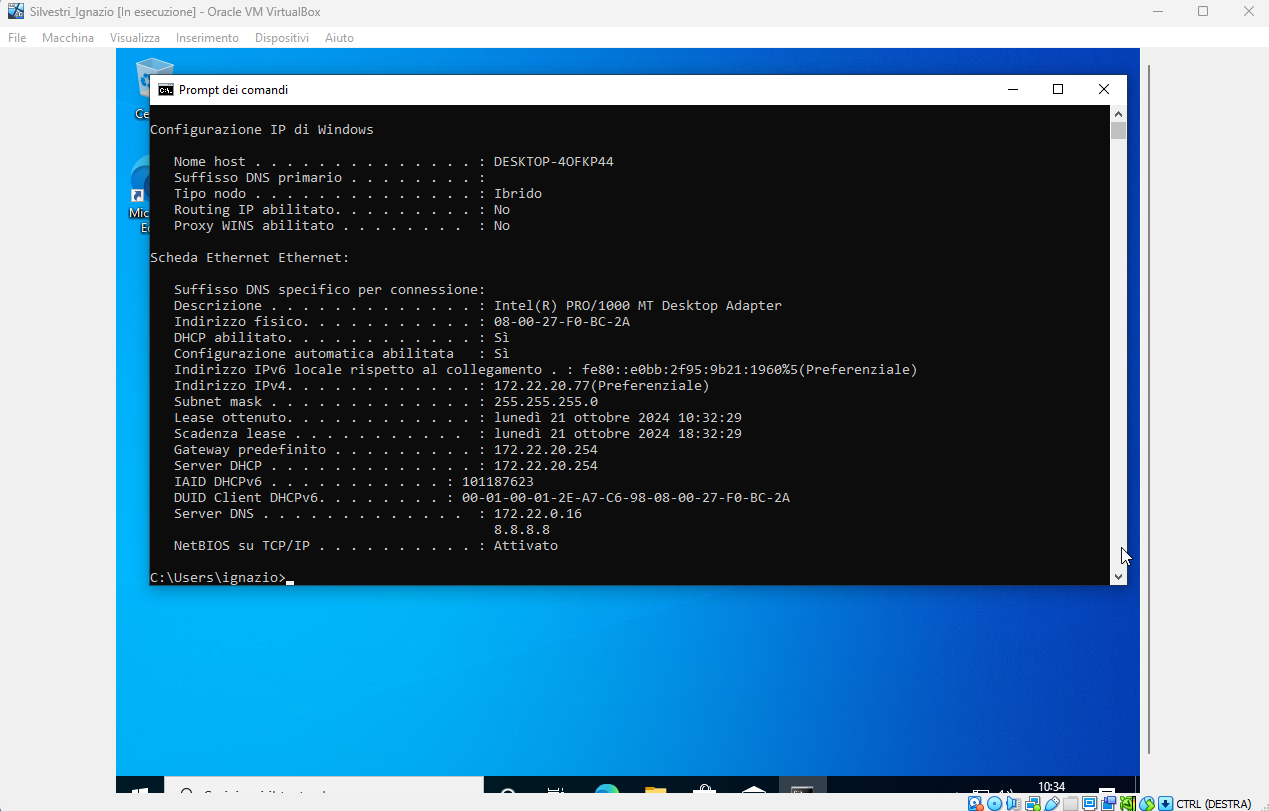 Silvestri_Ignazio [In esecuzione] - Oracle VM VirtualBox
File Macchina Visualizza Inserimento Dispositivi Aiuto
Prompt dei comandi
Configurazione IP di Windows
Nome host . . . . . . . . . . . . . . : DESKTOP-4OFKP44
Suffisso DNS primario . . . . . . . . :
Tipo nodo . . . . . . . . . . . . . . : Ibrido
Routing IP abilitato. . . . . . . . . : No
Proxy WINS abilitato . . . . . . . . : No
Scheda Ethernet Ethernet:
Suffisso DNS specifico per connessione:
Descrizione . . . . . . . . . . . . . : Intel(R) PRO/1000 MT Desktop Adapter
Indirizzo fisico. . . . . . . . . . . : 08-00-27-F0-BC-2A
DHCP abilitato. . . . . . . . . . . . : Sì
Configurazione automatica abilitata : Sì
Indirizzo IPv6 locale rispetto al collegamento . : fe80::e0bb:2f95:9b21:1960%5(Preferenziale)
Indirizzo IPv4. . . . . . . . . . . . : 172.22.20.77(Preferenziale)
Subnet mask . . . . . . . . . . . . . : 255.255.255.0
Lease ottenuto. . . . . . . . . . . . : lunedì 21 ottobre 2024 10:32:29
Scadenza lease . . . . . . . . . . . : lunedì 21 ottobre 2024 18:32:29
Gateway predefinito . . . . . . . . . : 172.22.20.254
Server DHCP . . . . . . . . . . . . . : 172.22.20.254
IAID DHCPv6 . . . . . . . . . . . : 101187623
DUID Client DHCPv6. . . . . . . . : 00-01-00-01-2E-A7-C6-98-08-00-27-F0-BC-2A
Server DNS . . . . . . . . . . . . . : 172.22.0.16
8.8.8.8
NetBIOS su TCP/IP . . . . . . . . . . : Attivato
C:\Users\ignazio>
10:34
CTRL (DESTRA)